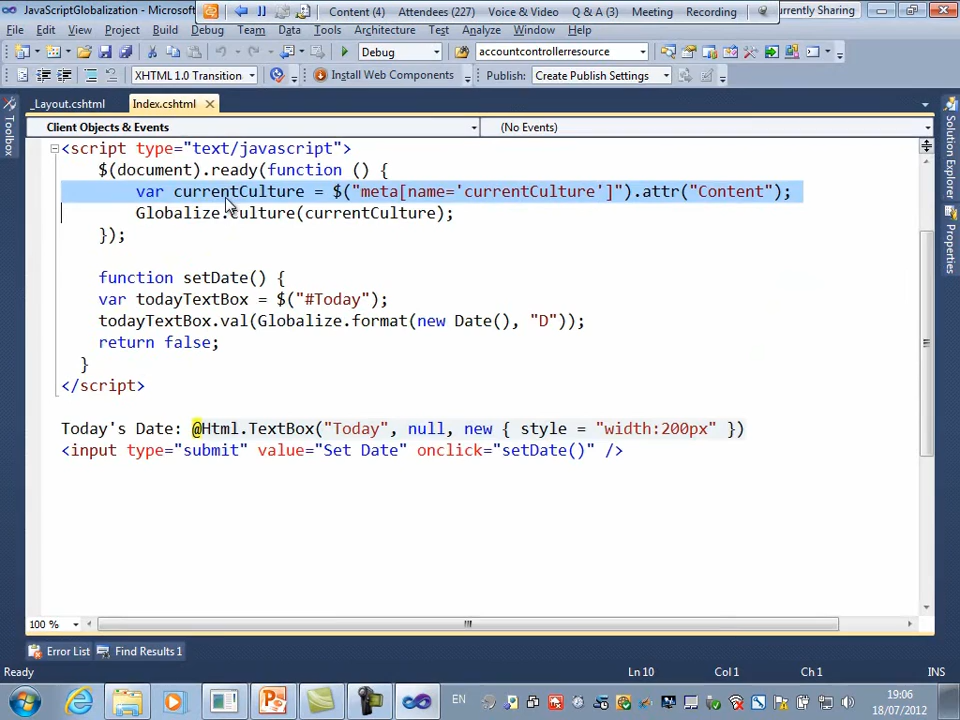 JavaScriptGlobalization - Microsoft
Content (4) Attendees (227) Voice & Video Q & A (3) Meeting Recording
urrently Sharing
File Edit View Project Build Debug Team Data Tools Architecture Test Analyze Window Help
Debug accountcontrollerresource
XHTML 1.0 Transition Install Web Components Publish: Create Publish Settings
_Layout.cshtml Index.cshtml
Client Objects & Events (No Events)
Toolbox
Solution Explorer
Properties
<script type="text/javascript">
$(document).ready(function () {
var currentCulture = $("meta[name='currentCulture']").attr("Content");
Globalize.culture(currentCulture);
});
function setDate() {
var todayTextBox = $("#Today");
todayTextBox.val(Globalize.format(new Date(), "D"));
return false;
}
</script>
Today's Date: @Html.TextBox("Today", null, new { style = "width:200px" })
<input type="submit" value="Set Date" onclick="setDate()" />
100 %
Error List Find Results 1
Ready Ln 10 Col 1 Ch 1 INS
EN
19:06
18/07/2012